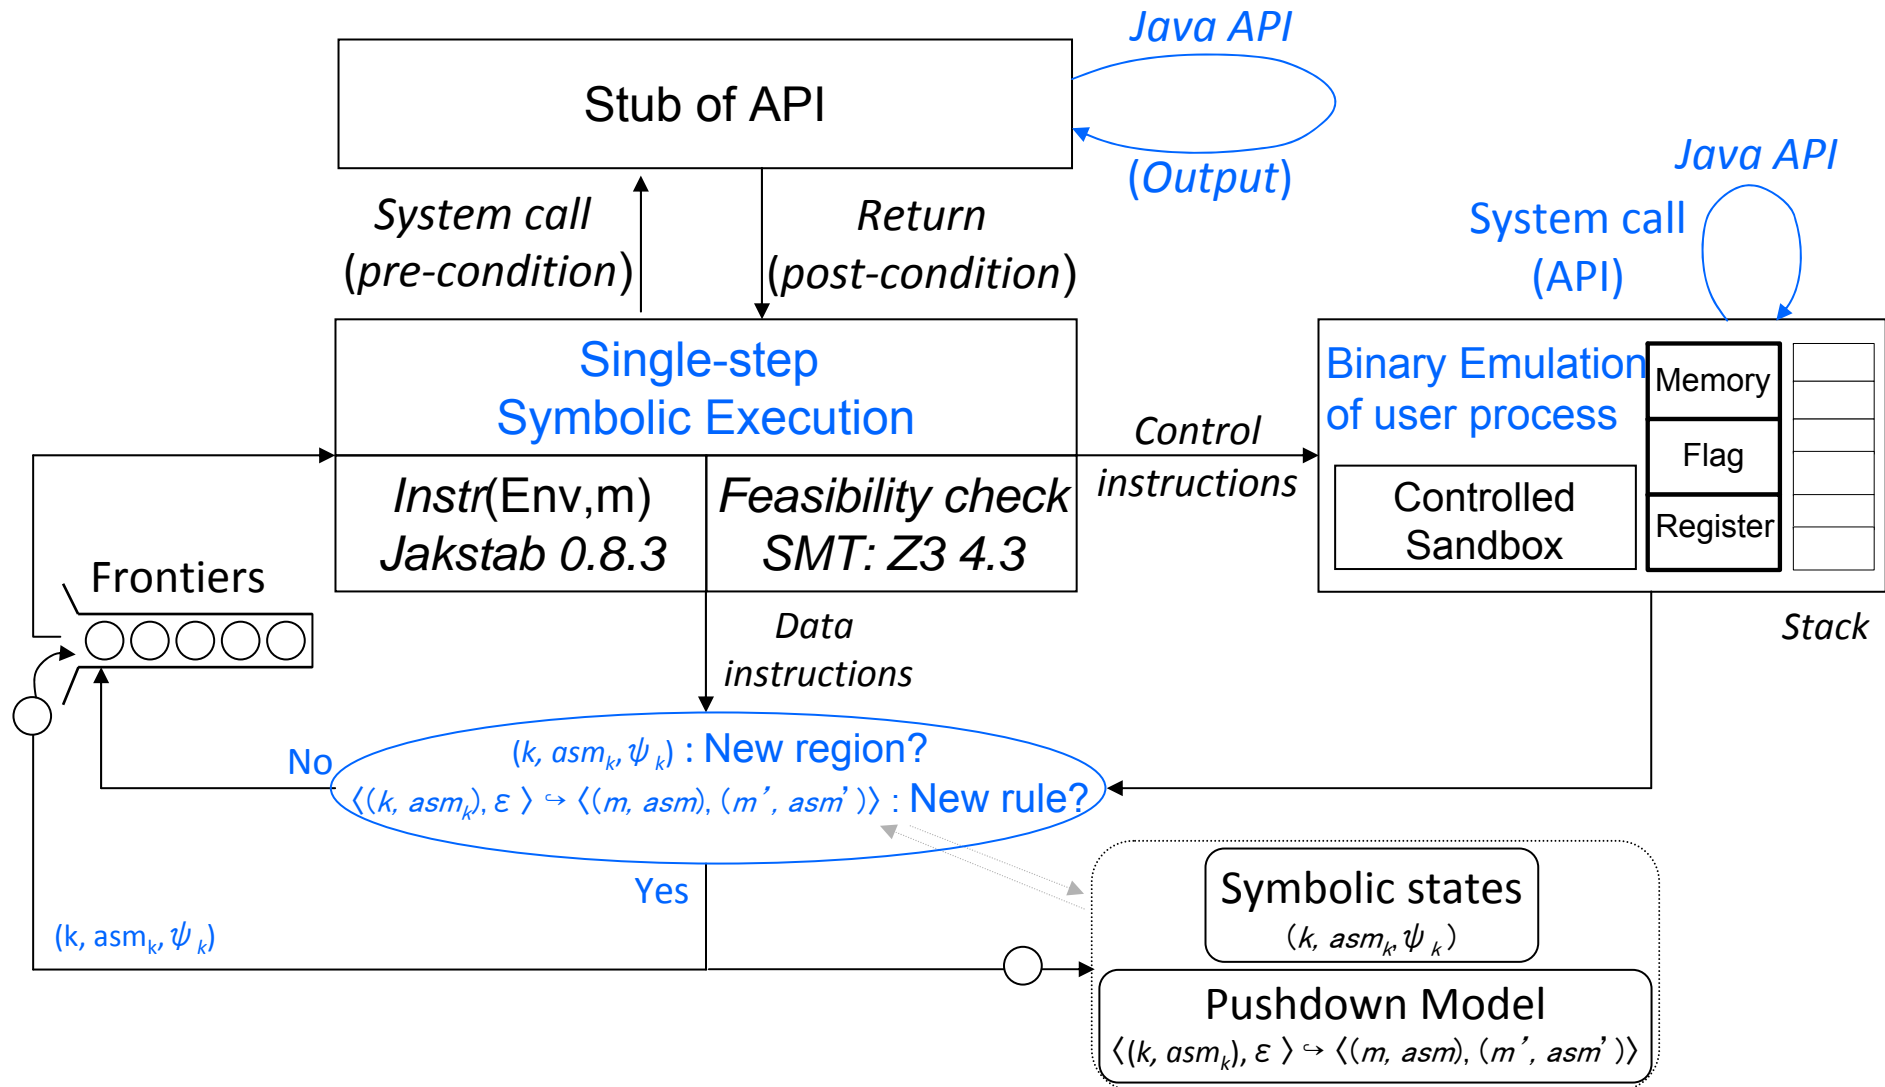 Java API
Stub of API
(Output)
Java API
System call
(pre-condition)
Return
(post-condition)
System call
(API)
Single-step
Symbolic Execution
Instr(Env,m)
Jakstab 0.8.3
Feasibility check
SMT: Z3 4.3
Control
instructions
Binary Emulation
of user process
Controlled
Sandbox
Memory
Flag
Register
Stack
Frontiers
Data
instructions
No
(k, asmₖ, ψₖ) : New region?
⟨(k, asmₖ), ε ⟩ ↪ ⟨(m, asm), (m’, asm’)⟩ : New rule?
Yes
(k, asmₖ, ψₖ)
Symbolic states
(k, asmₖ, ψₖ)
Pushdown Model
⟨(k, asmₖ), ε ⟩ ↪ ⟨(m, asm), (m’, asm’)⟩